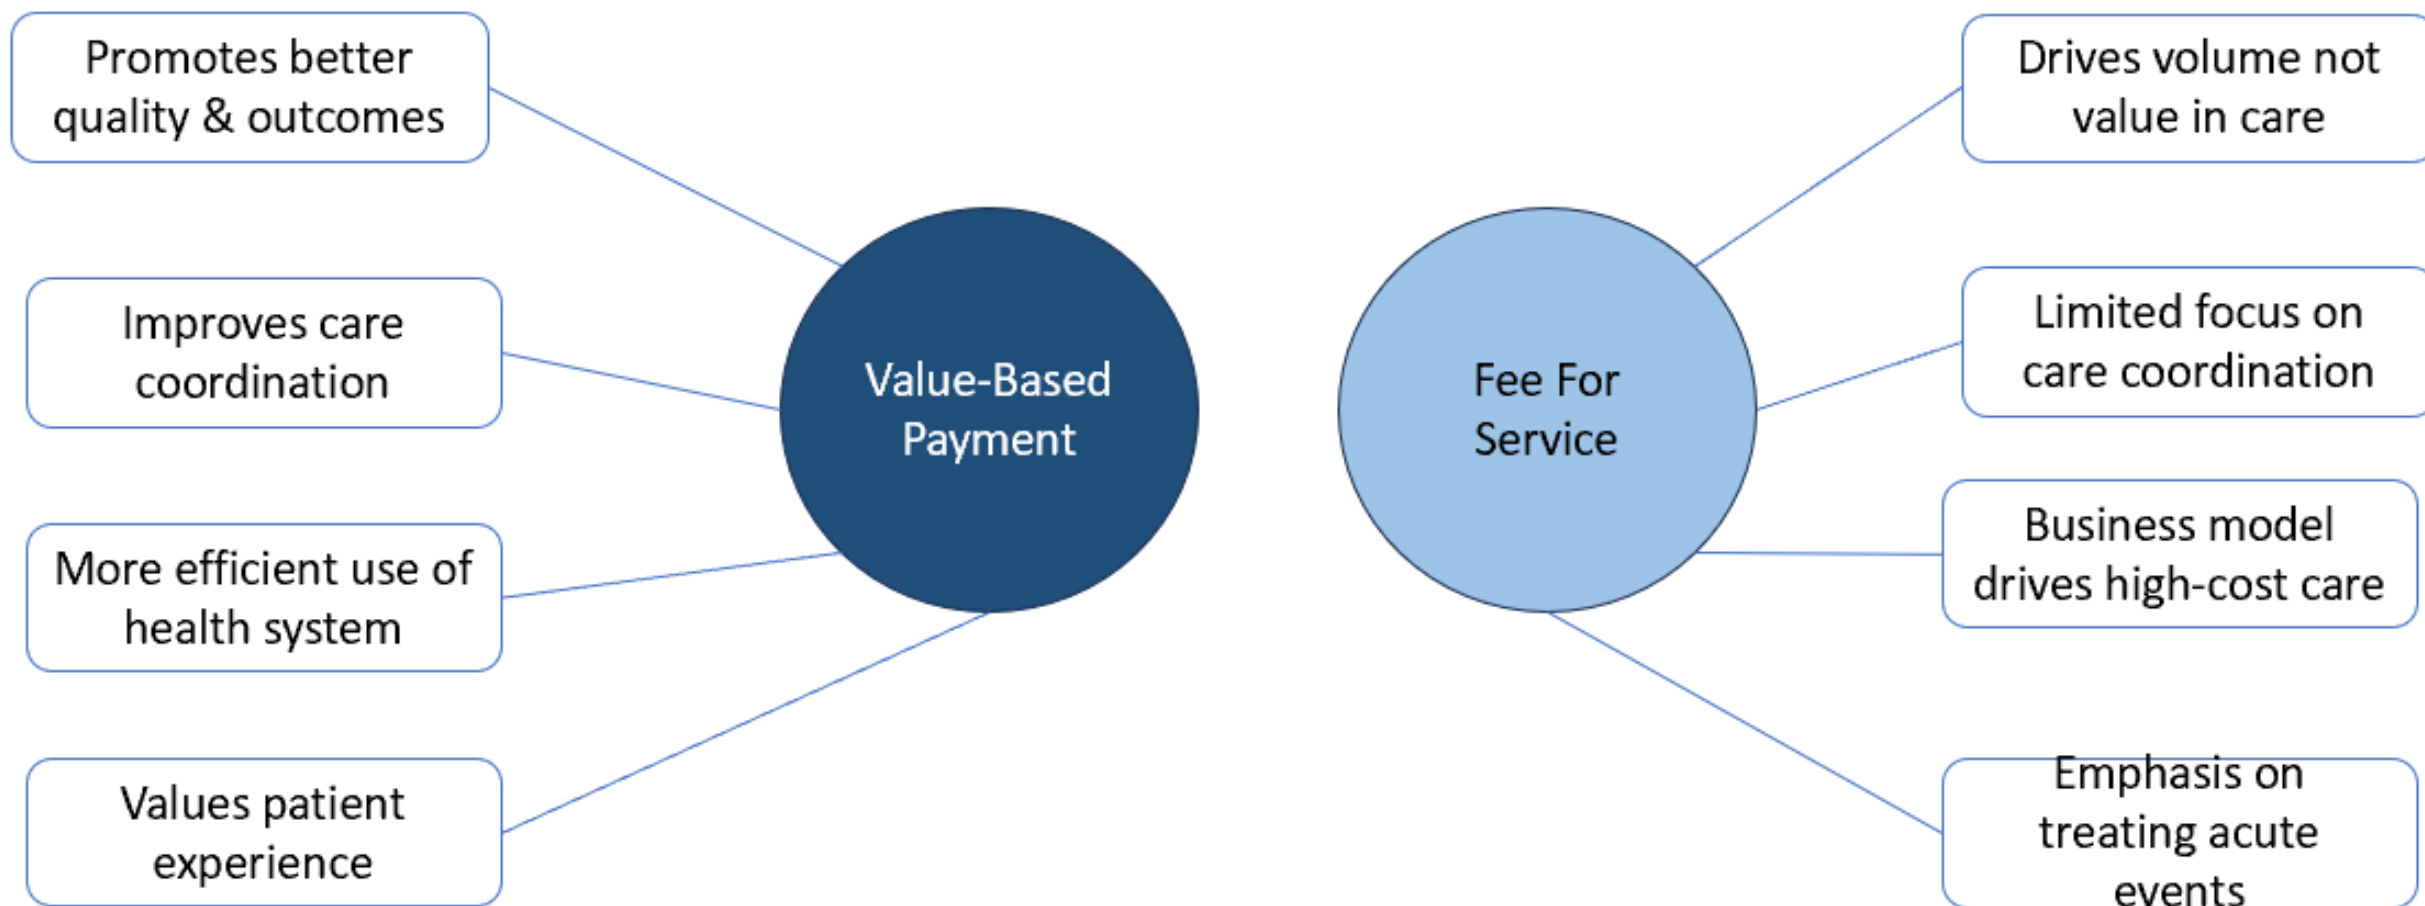 Promotes better
quality & outcomes
Improves care
coordination
More efficient use of
health system
Values patient
experience
Value-Based
Payment
Fee For
Service
Drives volume not
value in care
Limited focus on
care coordination
Business model
drives high-cost care
Emphasis on
treating acute
events